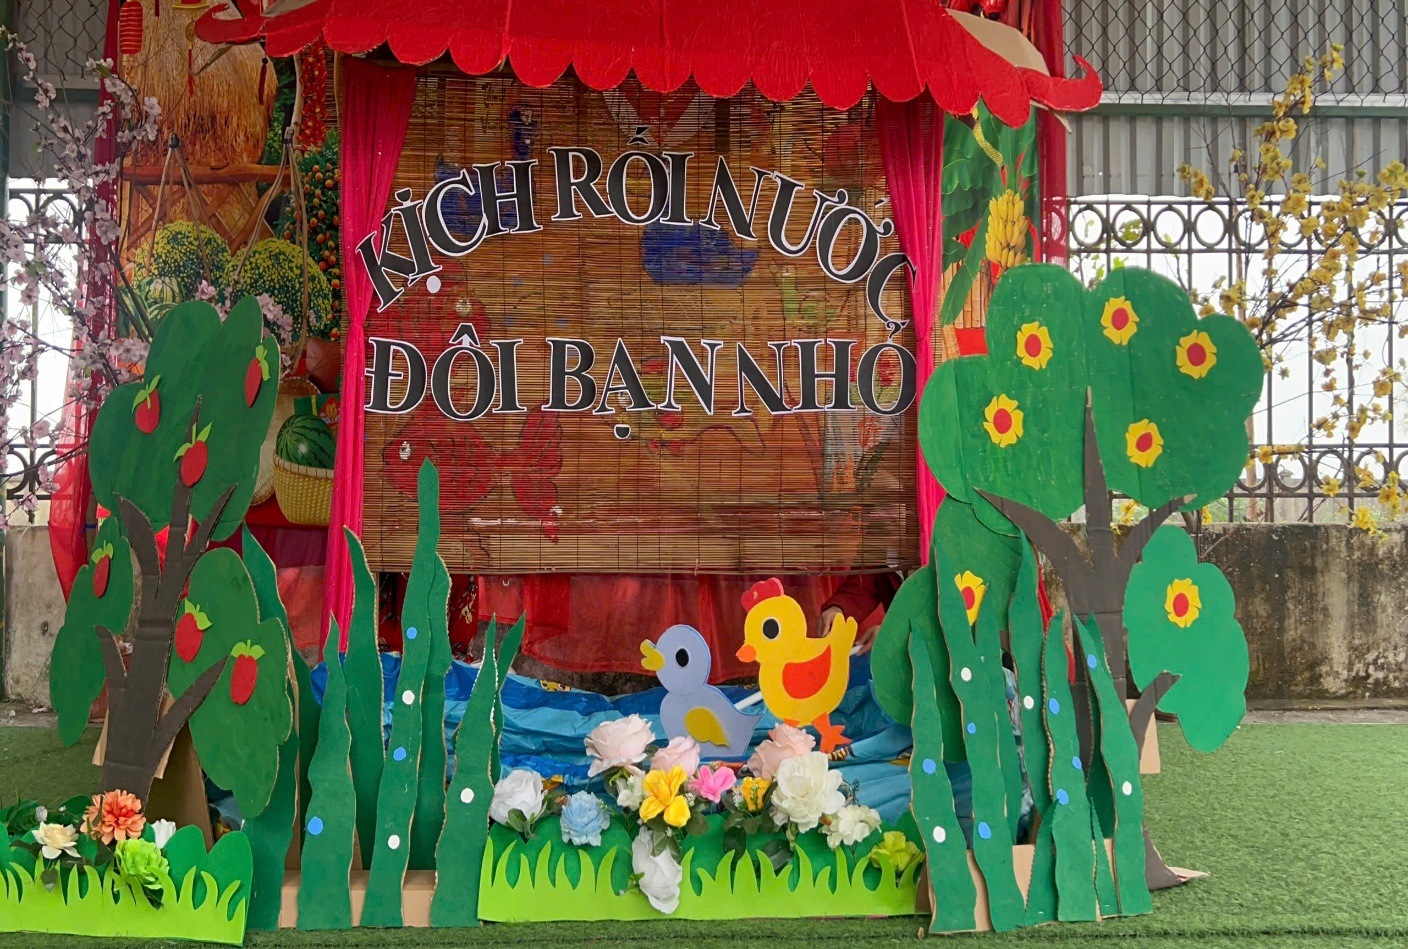 KỊCH RỐI NƯỚC
ĐÔI BẠN NHỎ